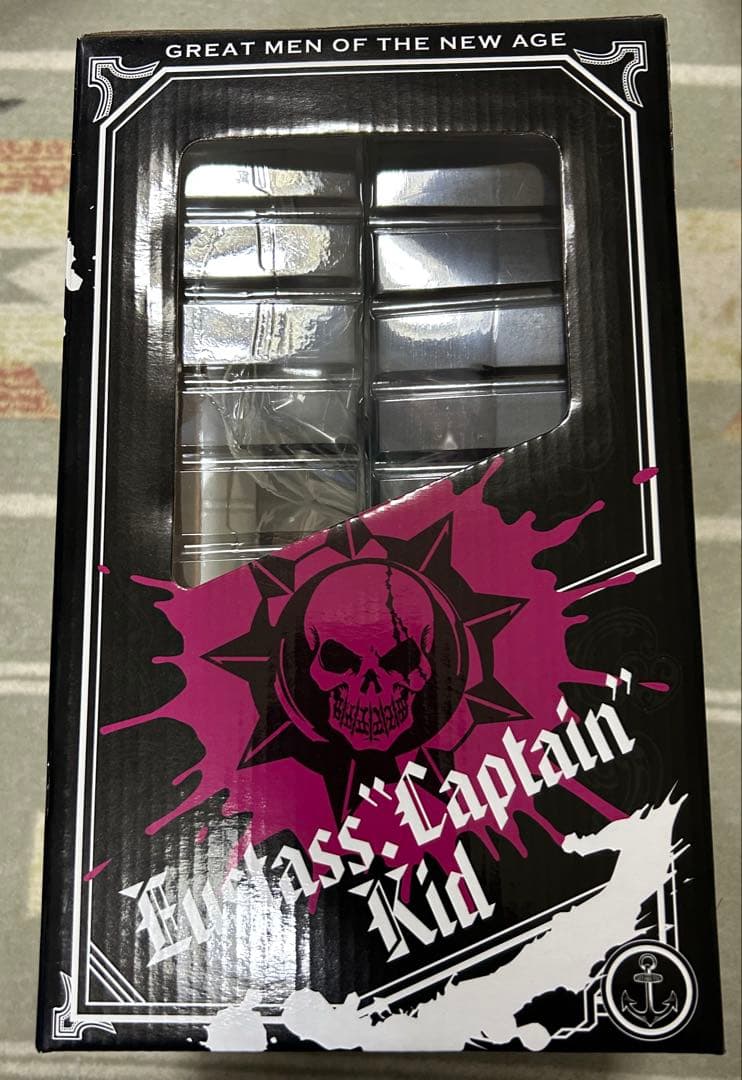 GREAT MEN OF THE NEW AGE
Eustass."Captain"
Kid